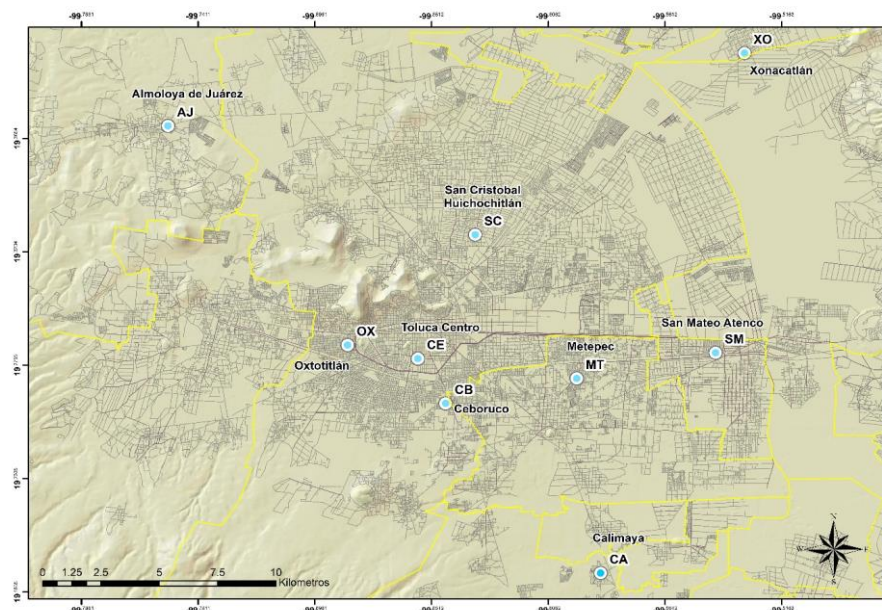 XO
Xonacatlán
Almoloya de Juárez
AJ
San Cristobal
Huichochitlán
SC
OX
Toluca Centro
CE
San Mateo Atenco
SM
Oxtotitlán
Metepec
MT
CB
Ceboruco
Calimaya
CA
0 1.25 2.5 5 7.5 10
Kilometros
N
W
E
S